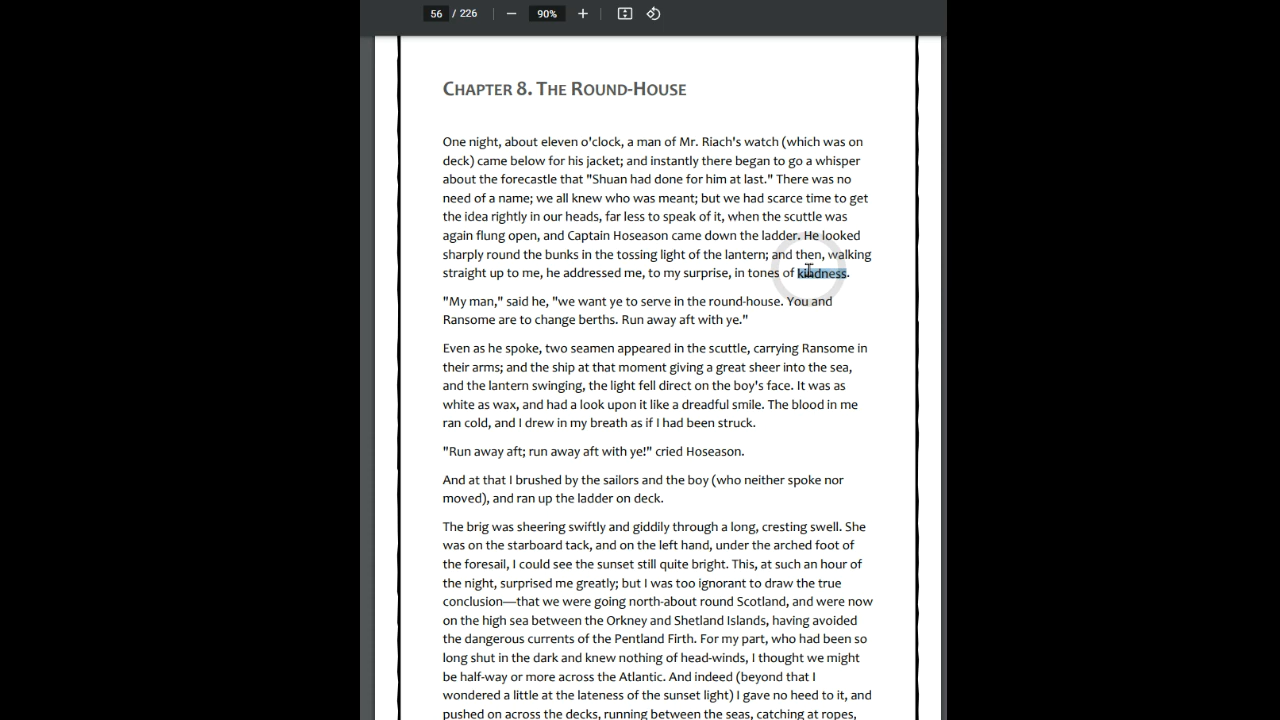 56 / 226 90%
CHAPTER 8. THE ROUND-HOUSE
One night, about eleven o'clock, a man of Mr. Riach's watch (which was on
deck) came below for his jacket; and instantly there began to go a whisper
about the forecastle that "Shuan had done for him at last." There was no
need of a name; we all knew who was meant; but we had scarce time to get
the idea rightly in our heads, far less to speak of it, when the scuttle was
again flung open, and Captain Hoseason came down the ladder. He looked
sharply round the bunks in the tossing light of the lantern; and then, walking
straight up to me, he addressed me, to my surprise, in tones of kindness.
"My man," said he, "we want ye to serve in the round-house. You and
Ransome are to change berths. Run away aft with ye."
Even as he spoke, two seamen appeared in the scuttle, carrying Ransome in
their arms; and the ship at that moment giving a great sheer into the sea,
and the lantern swinging, the light fell direct on the boy's face. It was as
white as wax, and had a look upon it like a dreadful smile. The blood in me
ran cold, and I drew in my breath as if I had been struck.
"Run away aft; run away aft with ye!" cried Hoseason.
And at that I brushed by the sailors and the boy (who neither spoke nor
moved), and ran up the ladder on deck.
The brig was sheering swiftly and giddily through a long, cresting swell. She
was on the starboard tack, and on the left hand, under the arched foot of
the foresail, I could see the sunset still quite bright. This, at such an hour of
the night, surprised me greatly; but I was too ignorant to draw the true
conclusion—that we were going north-about round Scotland, and were now
on the high sea between the Orkney and Shetland Islands, having avoided
the dangerous currents of the Pentland Firth. For my part, who had been so
long shut in the dark and knew nothing of head-winds, I thought we might
be half-way or more across the Atlantic. And indeed (beyond that I
wondered a little at the lateness of the sunset light) I gave no heed to it, and
pushed on across the decks, running between the seas, catching at ropes,